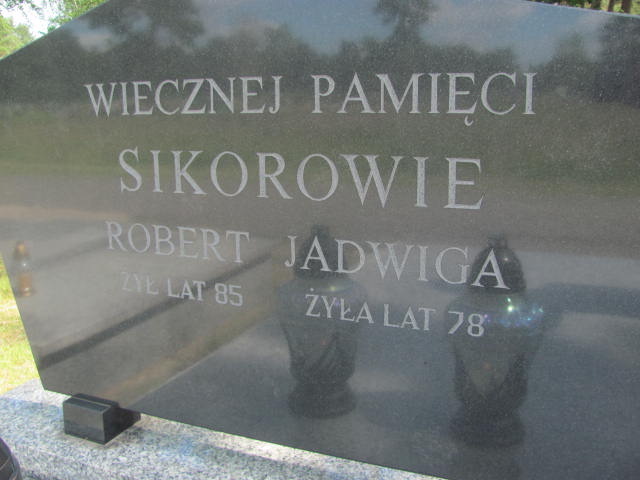 WIECZNEJ PAMIĘCI
SIKOROWIE
ROBERT JADWIGA
ŻYŁ LAT 85 ŻYŁA LAT 78